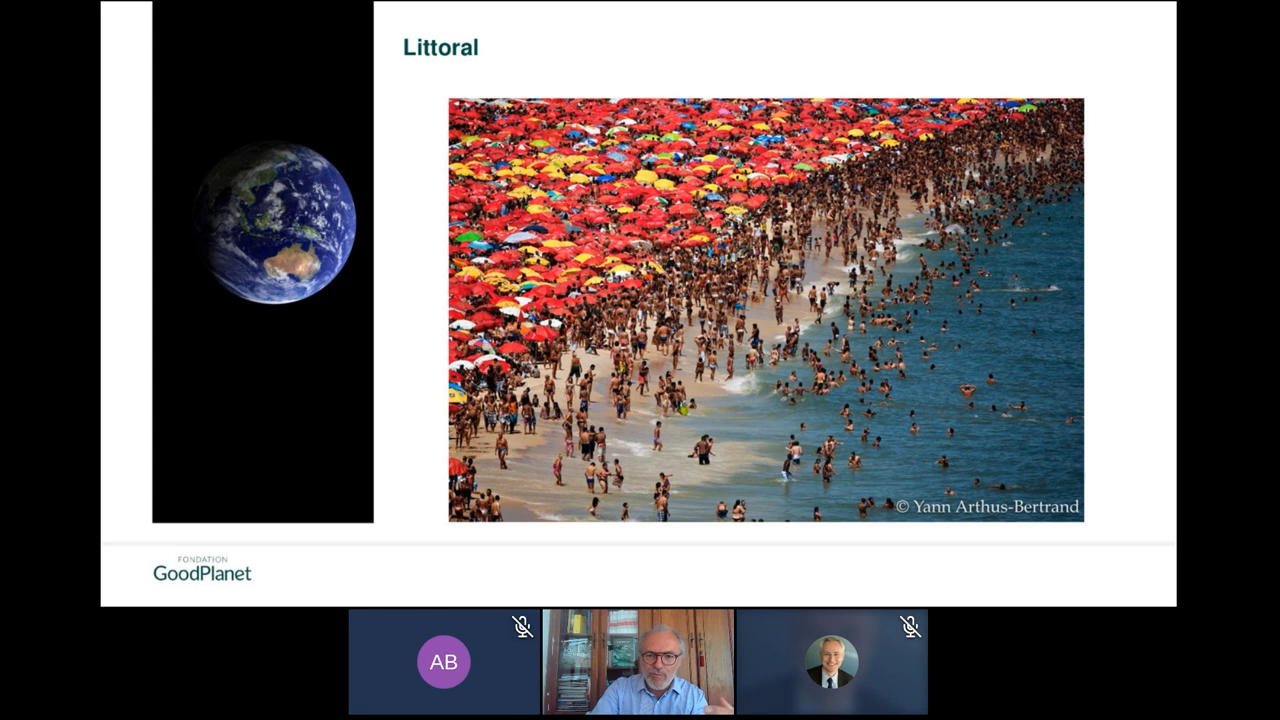 Littoral
© Yann Arthus-Bertrand
FONDATION
GoodPlanet
AB